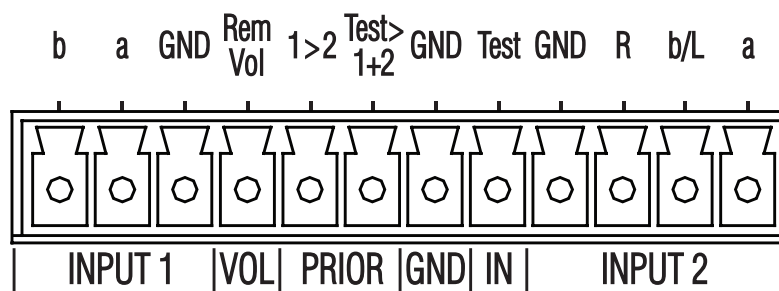 b a GND Rem Vol 1>2 Test> 1+2 GND Test GND R b/L a
INPUT 1 VOL PRIOR GND IN INPUT 2